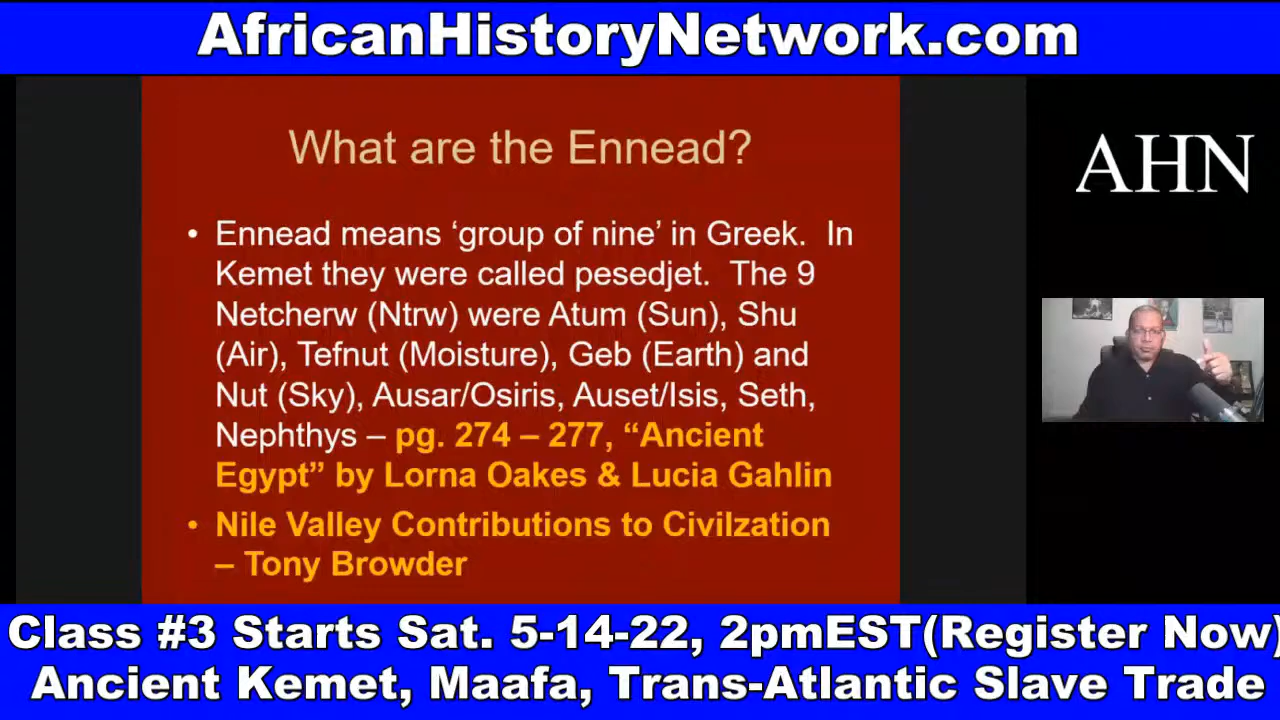 AfricanHistoryNetwork.com
What are the Ennead?
• Ennead means ‘group of nine’ in Greek.  In
Kemet they were called pesedjet.  The 9
Netcherw (Ntrw) were Atum (Sun), Shu
(Air), Tefnut (Moisture), Geb (Earth) and
Nut (Sky), Ausar/Osiris, Auset/Isis, Seth,
Nephthys – pg. 274 – 277, “Ancient
Egypt” by Lorna Oakes & Lucia Gahlin
• Nile Valley Contributions to Civilzation
– Tony Browder
AHN
Class #3 Starts Sat. 5-14-22, 2pmEST(Register Now)
Ancient Kemet, Maafa, Trans-Atlantic Slave Trade